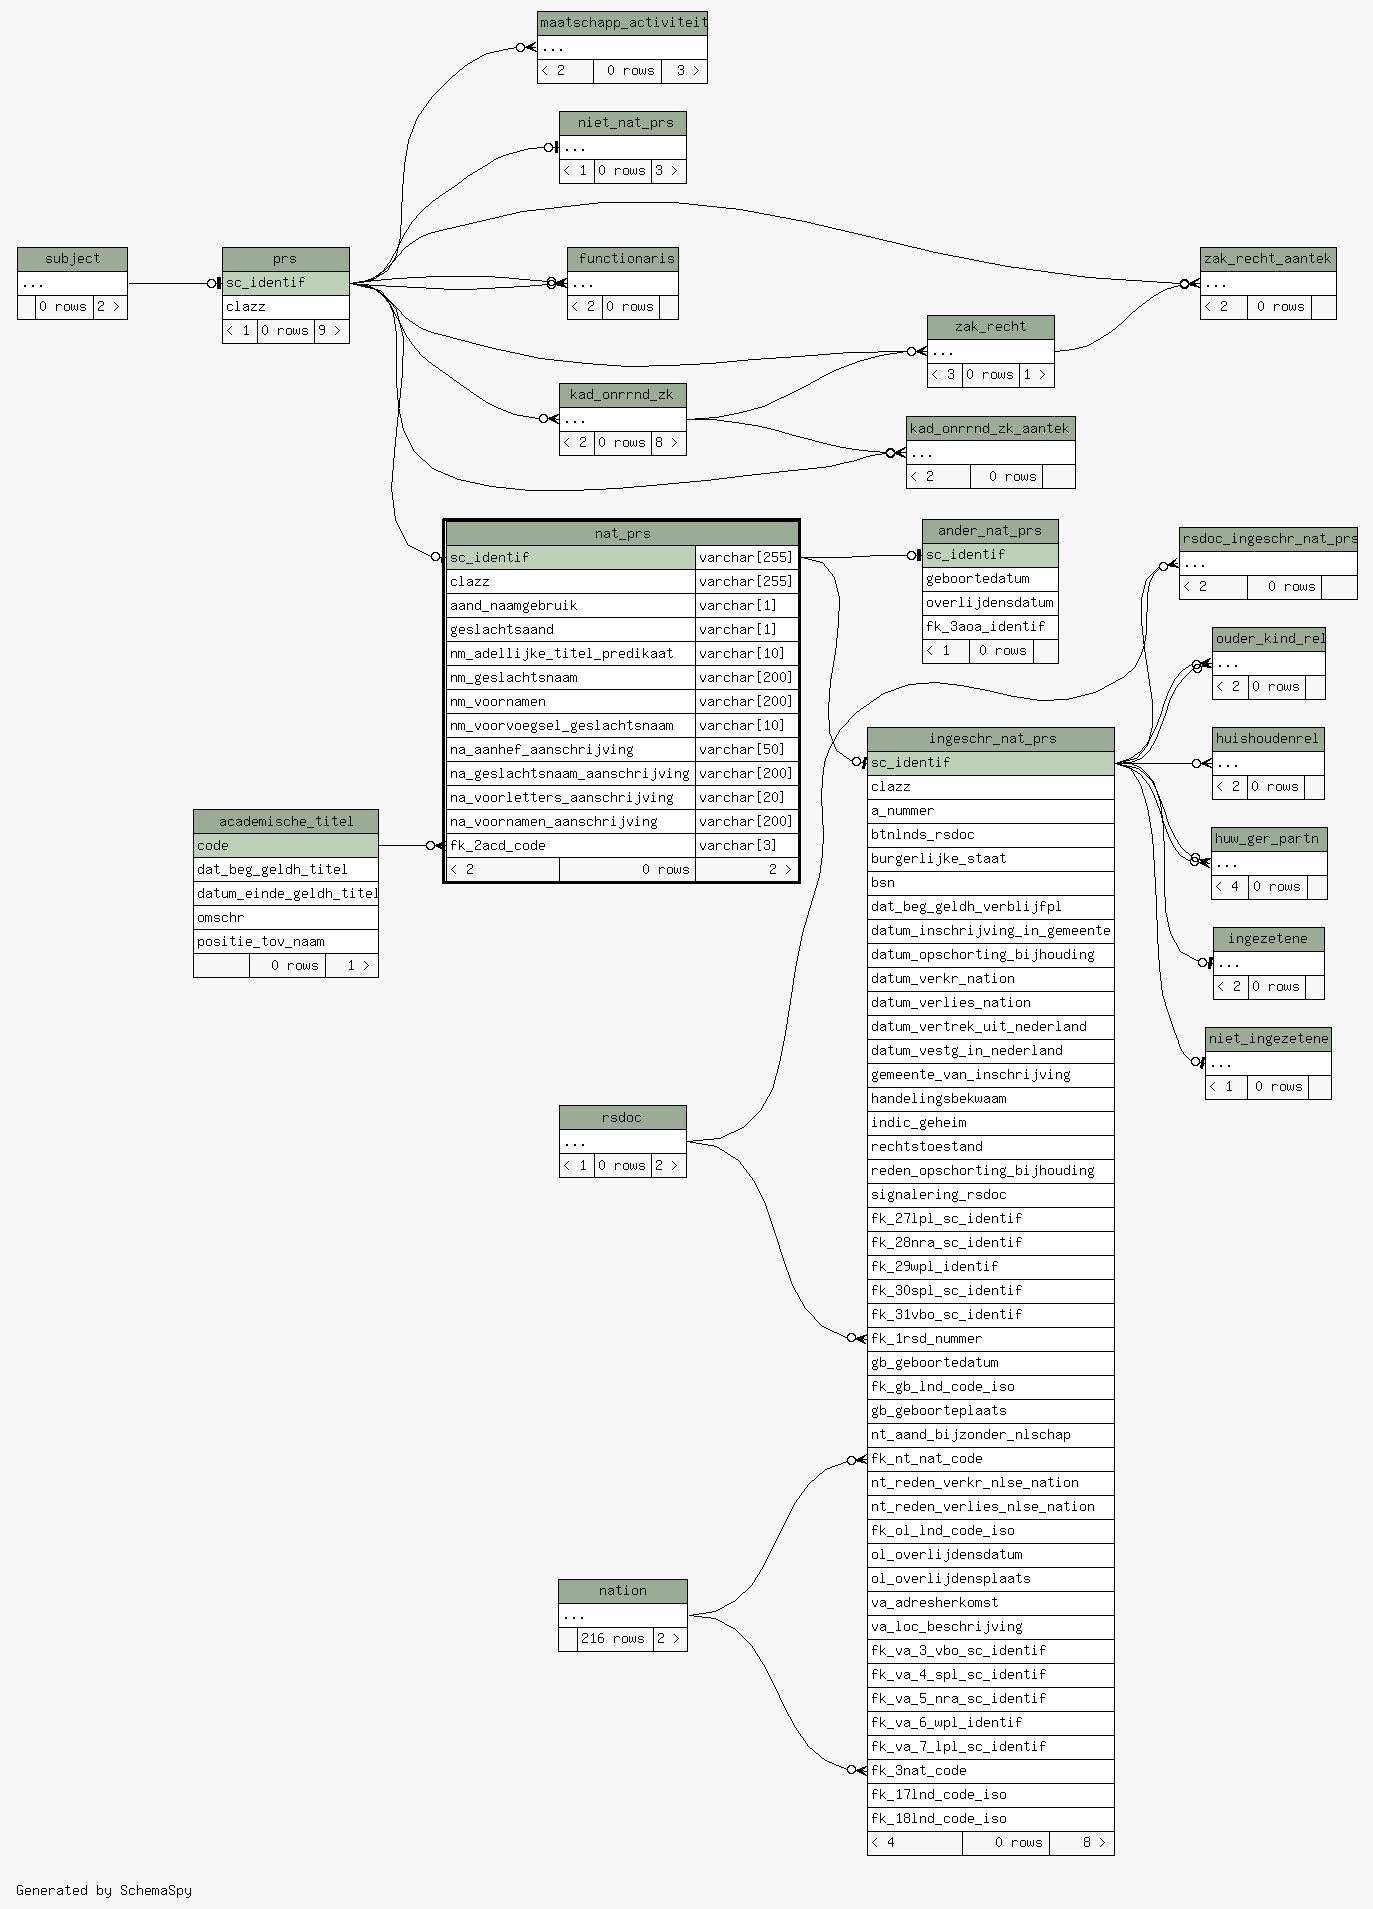 maatschapp_activiteit
...
< 2 0 rows 3 >
niet_nat_prs
...
< 1 0 rows 3 >
subject
...
0 rows 2 >
prs
sc_identif
clazz
< 1 0 rows 9 >
functionaris
...
< 2 0 rows
zak_recht_aantek
...
< 2 0 rows
zak_recht
...
< 3 0 rows 1 >
kad_onrrnd_zk
...
< 2 0 rows 8 >
kad_onrrnd_zk_aantek
...
< 2 0 rows
nat_prs
sc_identif varchar[255]
clazz varchar[255]
aand_naamgebruik varchar[1]
geslachtsaand varchar[1]
nm_adellijke_titel_predikaat varchar[10]
nm_geslachtsnaam varchar[200]
nm_voornamen varchar[200]
nm_voorvoegsel_geslachtsnaam varchar[10]
na_aanhef_aanschrijving varchar[50]
na_geslachtsnaam_aanschrijving varchar[200]
na_voorletters_aanschrijving varchar[20]
na_voornamen_aanschrijving varchar[200]
fk_2acd_code varchar[3]
< 2 0 rows 2 >
ander_nat_prs
sc_identif
geboortedatum
overlijdensdatum
fk_3aoa_identif
< 1 0 rows
rsdoc_ingeschr_nat_prs
...
< 2 0 rows
ouder_kind_rel
...
< 2 0 rows
huishoudenrel
...
< 2 0 rows
huw_ger_partn
...
< 4 0 rows
ingezetene
...
< 2 0 rows
niet_ingezetene
...
< 1 0 rows
academische_titel
code
dat_beg_geldh_titel
datum_einde_geldh_titel
omschr
positie_tov_naam
0 rows 1 >
ingeschr_nat_prs
sc_identif
clazz
a_nummer
btnlnds_rsdoc
burgerlijke_staat
bsn
dat_beg_geldh_verblijfpl
datum_inschrijving_in_gemeente
datum_opschorting_bijhouding
datum_verkr_nation
datum_verlies_nation
datum_vertrek_uit_nederland
datum_vestg_in_nederland
gemeente_van_inschrijving
handelingsbekwaam
indic_geheim
rechtstoestand
reden_opschorting_bijhouding
signalering_rsdoc
fk_27lpl_sc_identif
fk_28nra_sc_identif
fk_29wpl_identif
fk_30spl_sc_identif
fk_31vbo_sc_identif
fk_1rsd_nummer
gb_geboortedatum
fk_gb_lnd_code_iso
gb_geboorteplaats
nt_aand_bijzonder_nlschap
fk_nt_nat_code
nt_reden_verkr_nlse_nation
nt_reden_verlies_nlse_nation
fk_ol_lnd_code_iso
ol_overlijdensdatum
ol_overlijdensplaats
va_adresherkomst
va_loc_beschrijving
fk_va_3_vbo_sc_identif
fk_va_4_spl_sc_identif
fk_va_5_nra_sc_identif
fk_va_6_wpl_identif
fk_va_7_lpl_sc_identif
fk_3nat_code
fk_17lnd_code_iso
fk_18lnd_code_iso
< 4 0 rows 8 >
rsdoc
...
< 1 0 rows 2 >
nation
...
216 rows 2 >
Generated by SchemaSpy